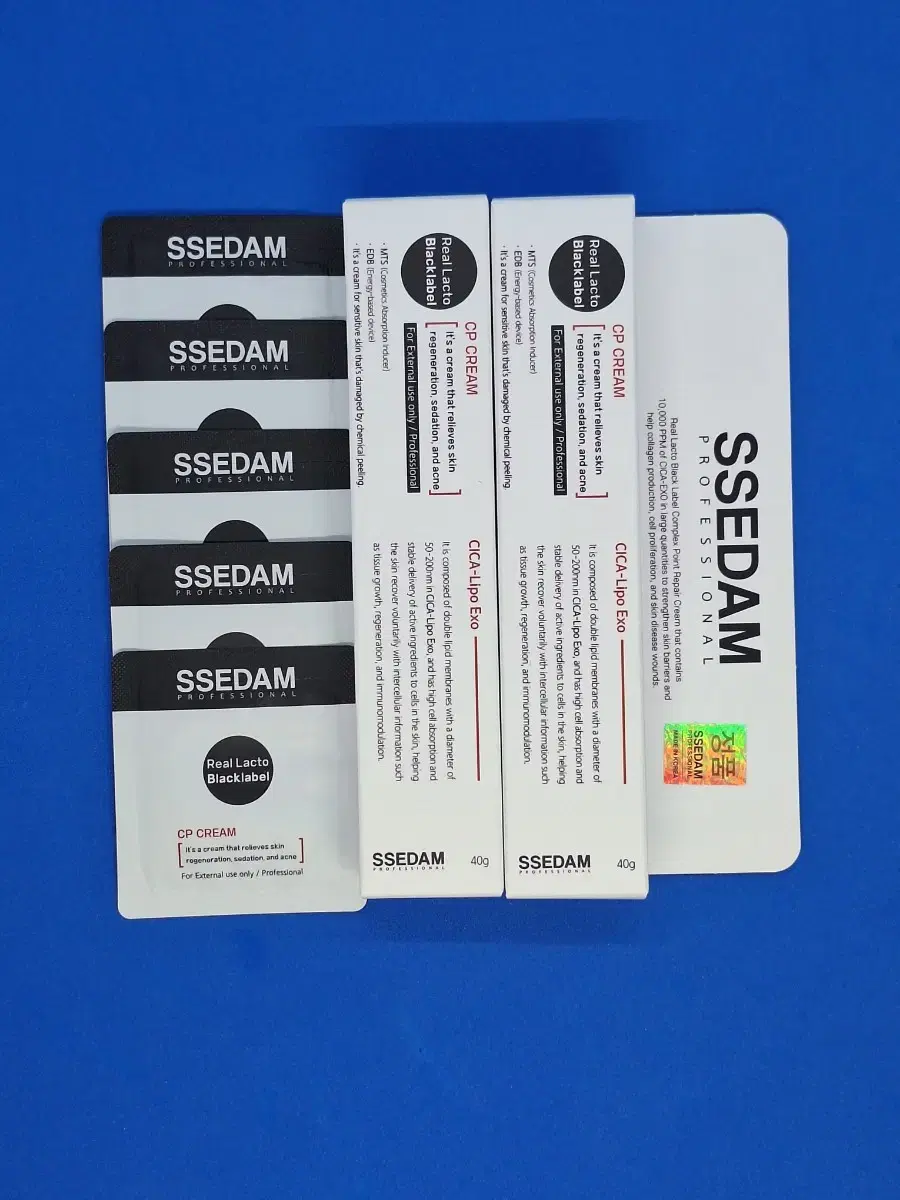 SSEDAM
PROFESSIONAL
SSEDAM
PROFESSIONAL
SSEDAM
PROFESSIONAL
SSEDAM
PROFESSIONAL
SSEDAM
PROFESSIONAL
Real Lacto
Blacklabel
CP CREAM
It's a cream that relieves skin
regeneration, sedation, and acne
For External use only / Professional
Real Lacto
Blacklabel
CP CREAM
It's a cream that relieves skin
regeneration, sedation, and acne
For External use only / Professional
· MTS (Cosmetics Absorption Inducer)
· EDB (Energy-based device)
· It's a cream for sensitive skin that's damaged by chemical peeling.
CICA-Lipo Exo
It is composed of double lipid membranes with a diameter of
50-200nm in CICA-Lipo Exo, and has high cell absorption and
stable delivery of active ingredients to cells in the skin, helping
the skin recover voluntarily with intercellular information such
as tissue growth, regeneration, and immunomodulation.
SSEDAM
PROFESSIONAL
40g
Real Lacto
Blacklabel
CP CREAM
It's a cream that relieves skin
regeneration, sedation, and acne
For External use only / Professional
· MTS (Cosmetics Absorption Inducer)
· EDB (Energy-based device)
· It's a cream for sensitive skin that's damaged by chemical peeling.
CICA-Lipo Exo
It is composed of double lipid membranes with a diameter of
50-200nm in CICA-Lipo Exo, and has high cell absorption and
stable delivery of active ingredients to cells in the skin, helping
the skin recover voluntarily with intercellular information such
as tissue growth, regeneration, and immunomodulation.
SSEDAM
PROFESSIONAL
40g
SSEDAM
PROFESSIONAL
Real Lacto Black Label Complex Point Repair Cream that contains
10,000 PPM of CICA-EXO in large quantities to strengthen skin barriers and
help collagen production, cell proliferation, and skin disease wounds.
정품
SSEDAM
PROFESSIONAL
MADE IN KOREA